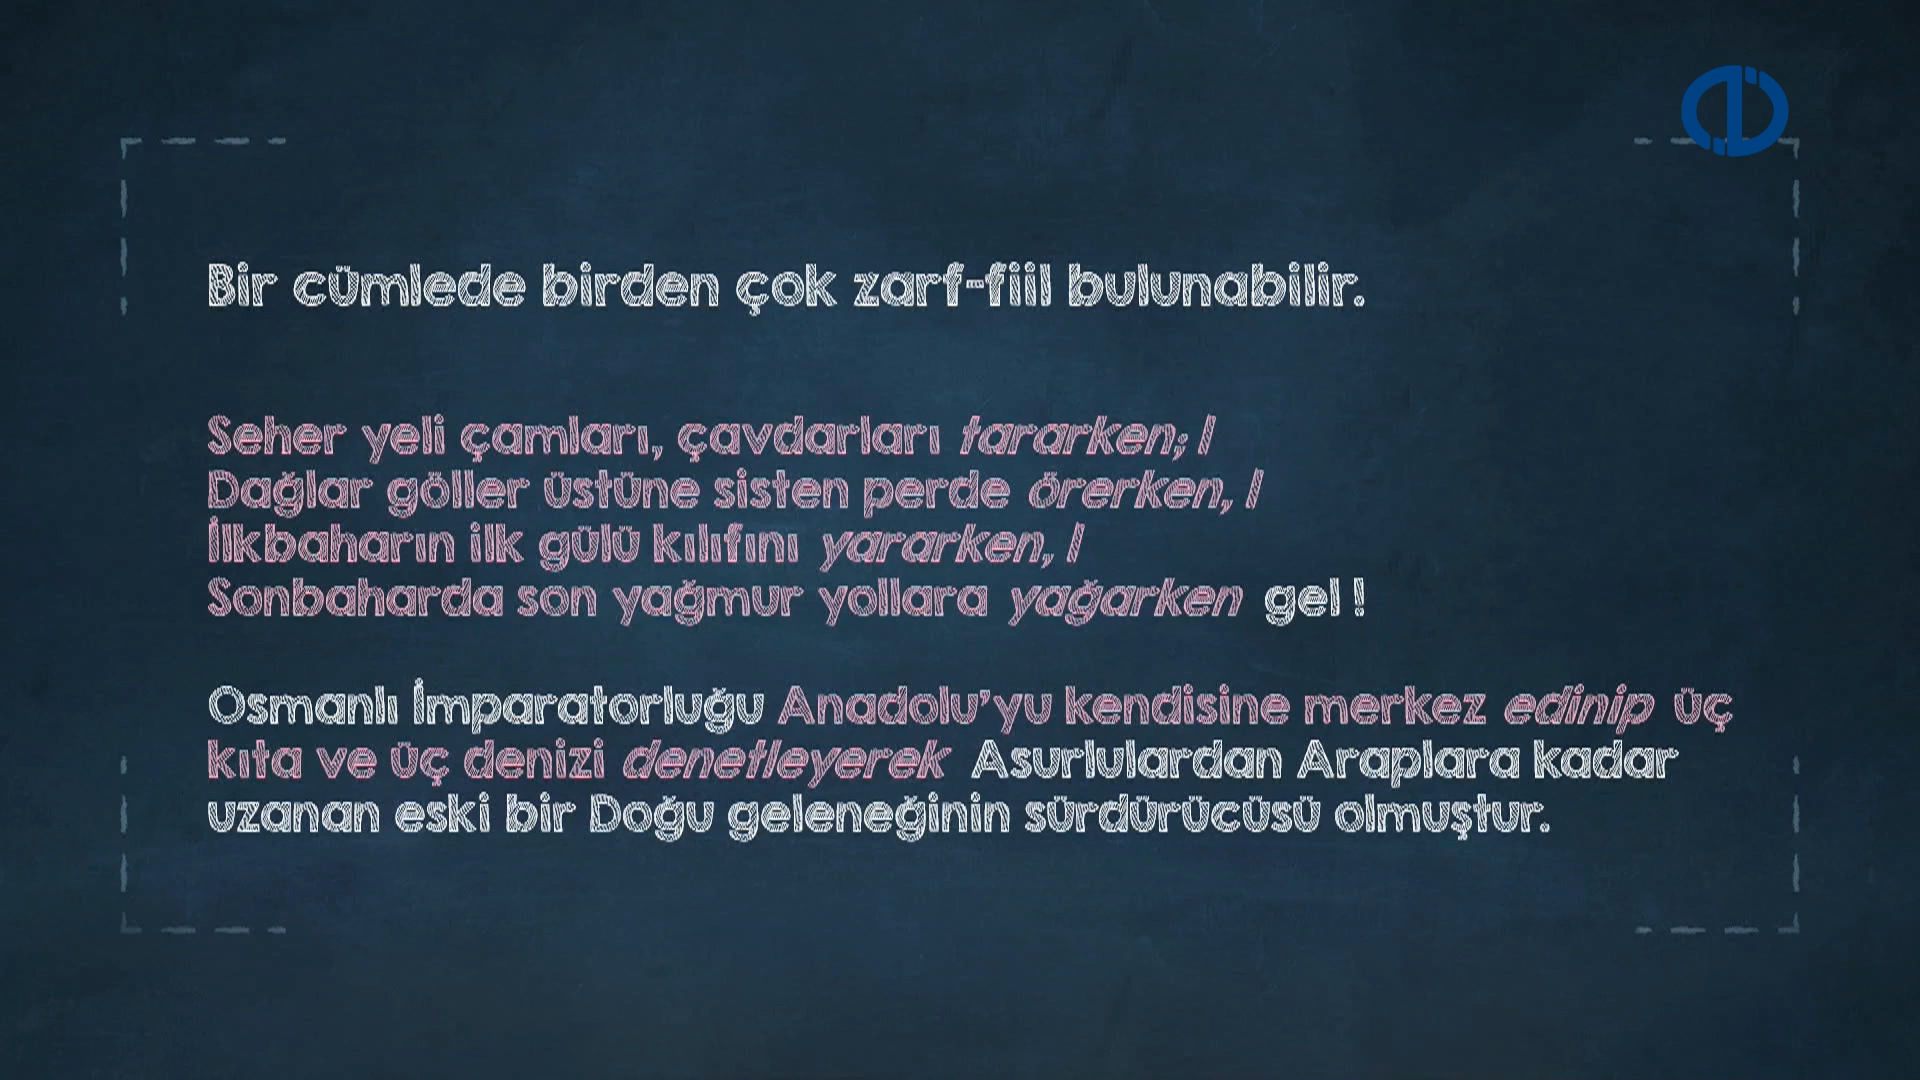 Bir cümlede birden çok zarf-fiil bulunabilir.
Seher yeli çamları, çavdarları tararken; /
Dağlar göller üstüne sisten perde örerken, /
İlkbaharın ilk gülü kılıfını yararken, /
Sonbaharda son yağmur yollara yağarken gel !
Osmanlı İmparatorluğu Anadolu'yu kendisine merkez edinip üç
kıta ve üç denizi denetleyerek Asurlulardan Araplara kadar
uzanan eski bir Doğu geleneğinin sürdürücüsü olmuştur.